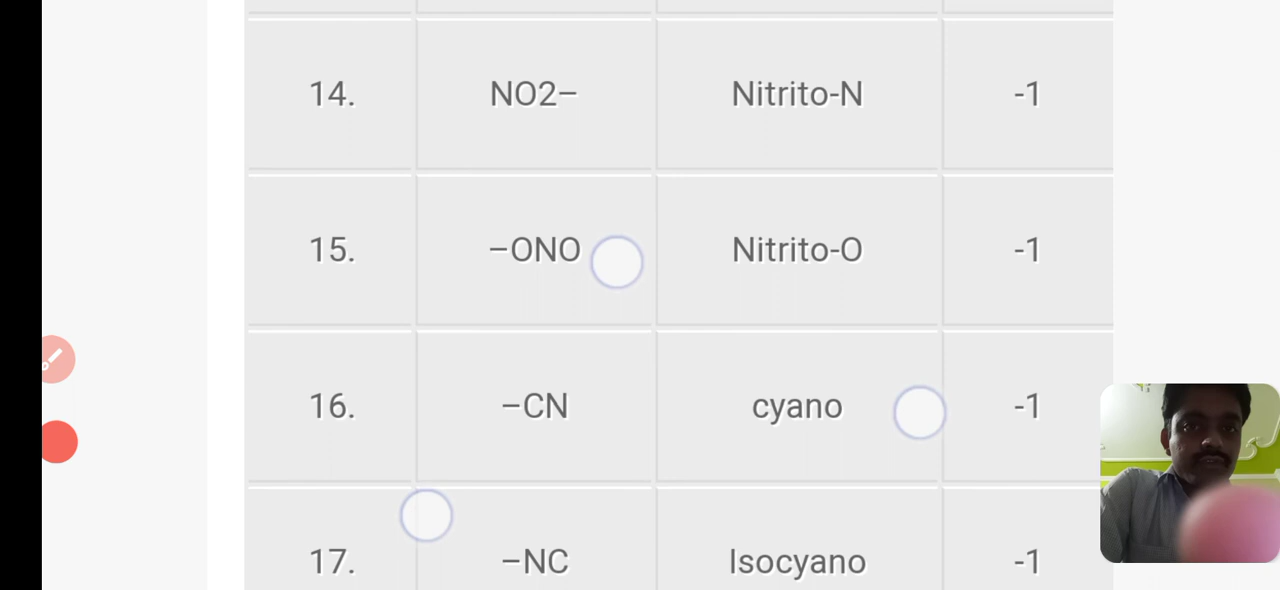 14. NO2– Nitrito-N -1
15. –ONO Nitrito-O -1
16. –CN cyano -1
17. –NC Isocyano -1